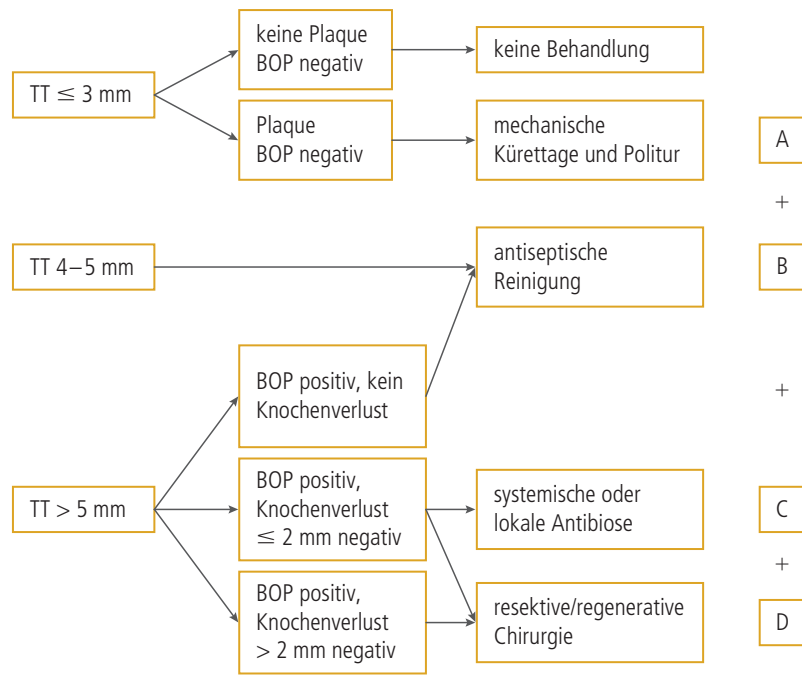 keine Plaque
BOP negativ
keine Behandlung
TT ≤ 3 mm
Plaque
BOP negativ
mechanische
Kürettage und Politur
A
+
TT 4–5 mm
antiseptische
Reinigung
B
BOP positiv, kein
Knochenverlust
+
TT > 5 mm
BOP positiv,
Knochenverlust
≤ 2 mm negativ
systemische oder
lokale Antibiose
C
+
BOP positiv,
Knochenverlust
> 2 mm negativ
resektive/regenerative
Chirurgie
D